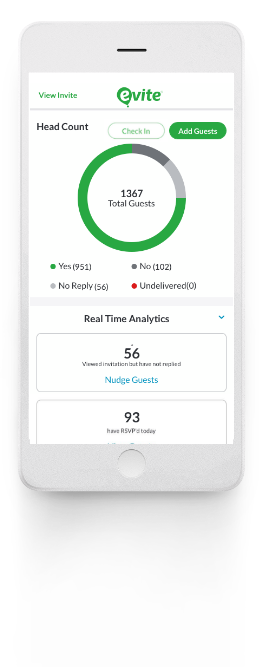 View Invite
evite
Head Count
Check In
Add Guests
1367
Total Guests
Yes (951)
No (102)
No Reply (56)
Undelivered(0)
Real Time Analytics
56
Viewed invitation but have not replied
Nudge Guests
93
have RSVP'd today